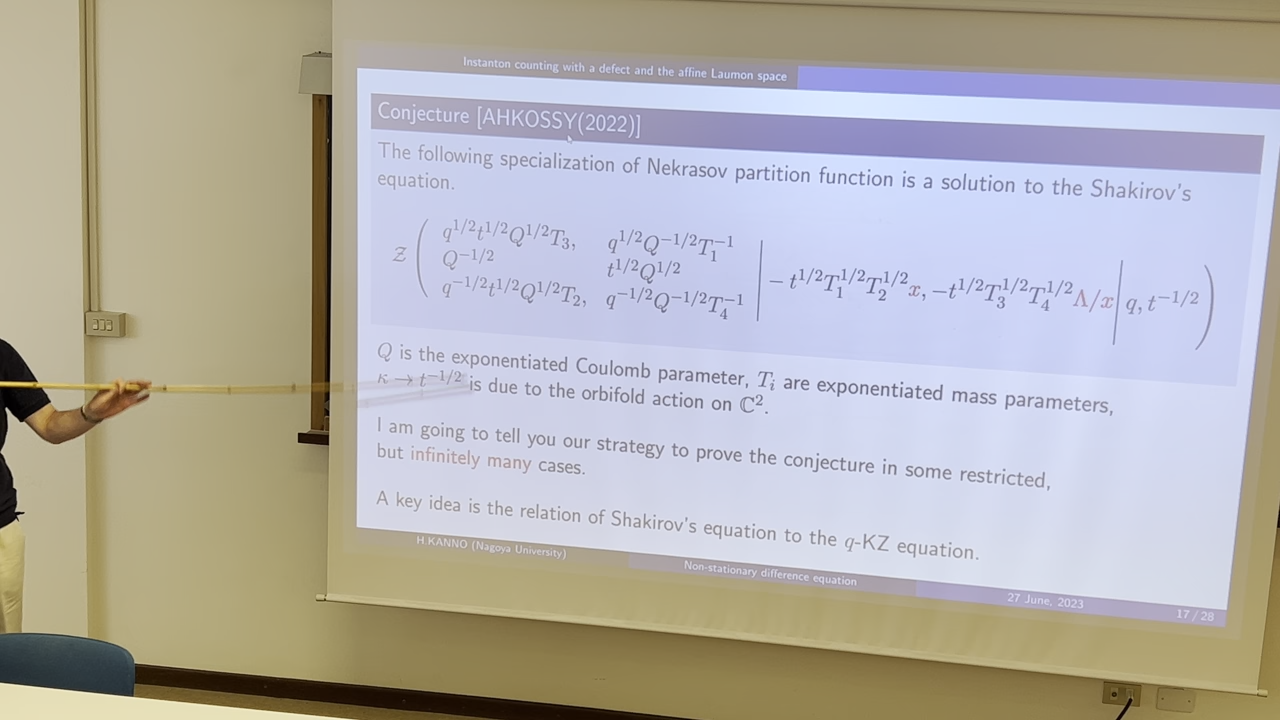 Instanton counting with a defect and the affine Laumon space
Conjecture [AHKOSSY(2022)]
The following specialization of Nekrasov partition function is a solution to the Shakirov's
equation.
q^{1/2}t^{1/2}Q^{1/2}T_3, q^{1/2}Q^{-1/2}T_1^{-1}
Z ( Q^{-1/2} t^{1/2}Q^{1/2} | - t^{1/2}T_1^{1/2}T_2^{1/2}x, -t^{1/2}T_3^{1/2}T_4^{1/2}Λ/x | q, t^{-1/2} )
q^{-1/2}t^{1/2}Q^{1/2}T_2, q^{-1/2}Q^{-1/2}T_4^{-1}
Q is the exponentiated Coulomb parameter, T_i are exponentiated mass parameters,
κ → t^{-1/2} is due to the orbifold action on ℂ^2.
I am going to tell you our strategy to prove the conjecture in some restricted,
but infinitely many cases.
A key idea is the relation of Shakirov's equation to the q-KZ equation.
H.KANNO (Nagoya University) Non-stationary difference equation 27 June, 2023 17 / 28